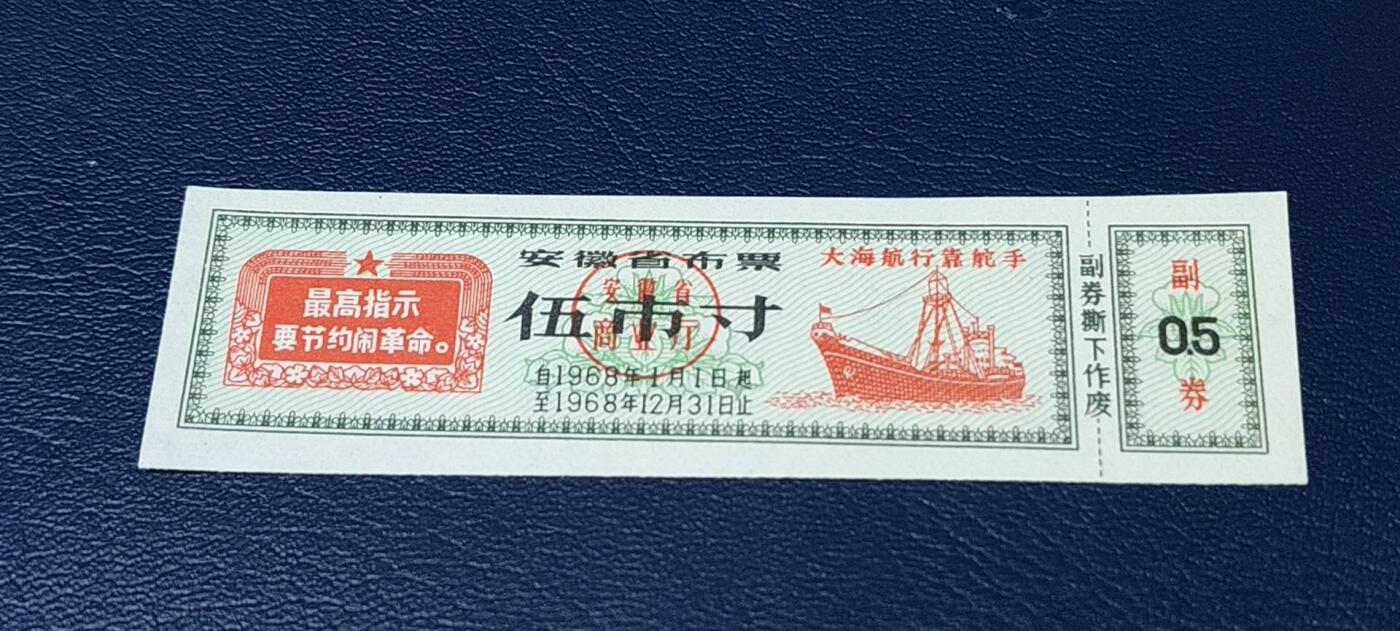 最高指示
要节约闹革命。
安徽省布票
伍市寸
安徽省
商业厅
自1968年1月1日起
至1968年12月31日止
大海航行靠舵手
副券撕下作废
副
0.5
券